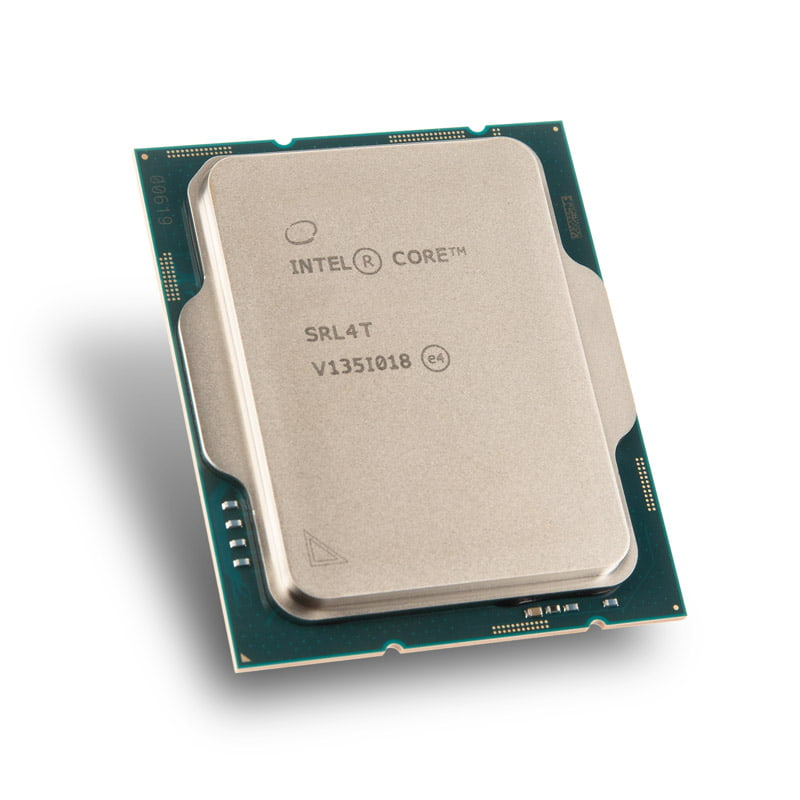 INTEL® CORE™
SRL4T
V135I018 e4
00619